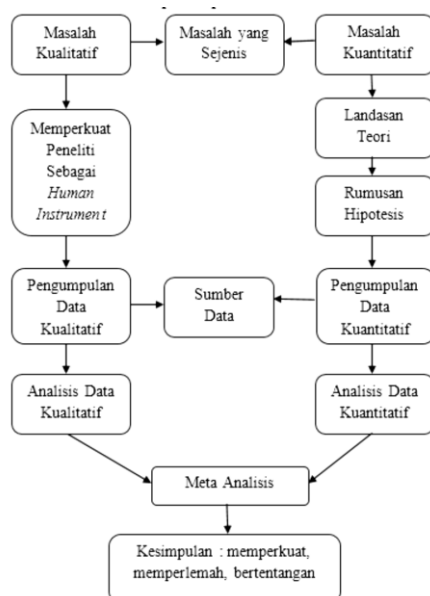 Masalah
Kualitatif
Masalah yang
Sejenis
Masalah
Kuantitatif
Memperkuat
Peneliti
Sebagai
Human
Instrument
Landasan
Teori
Rumusan
Hipotesis
Pengumpulan
Data
Kualitatif
Sumber
Data
Pengumpulan
Data
Kuantitatif
Analisis Data
Kualitatif
Analisis Data
Kuantitatif
Meta Analisis
Kesimpulan : memperkuat,
memperlemah, bertentangan